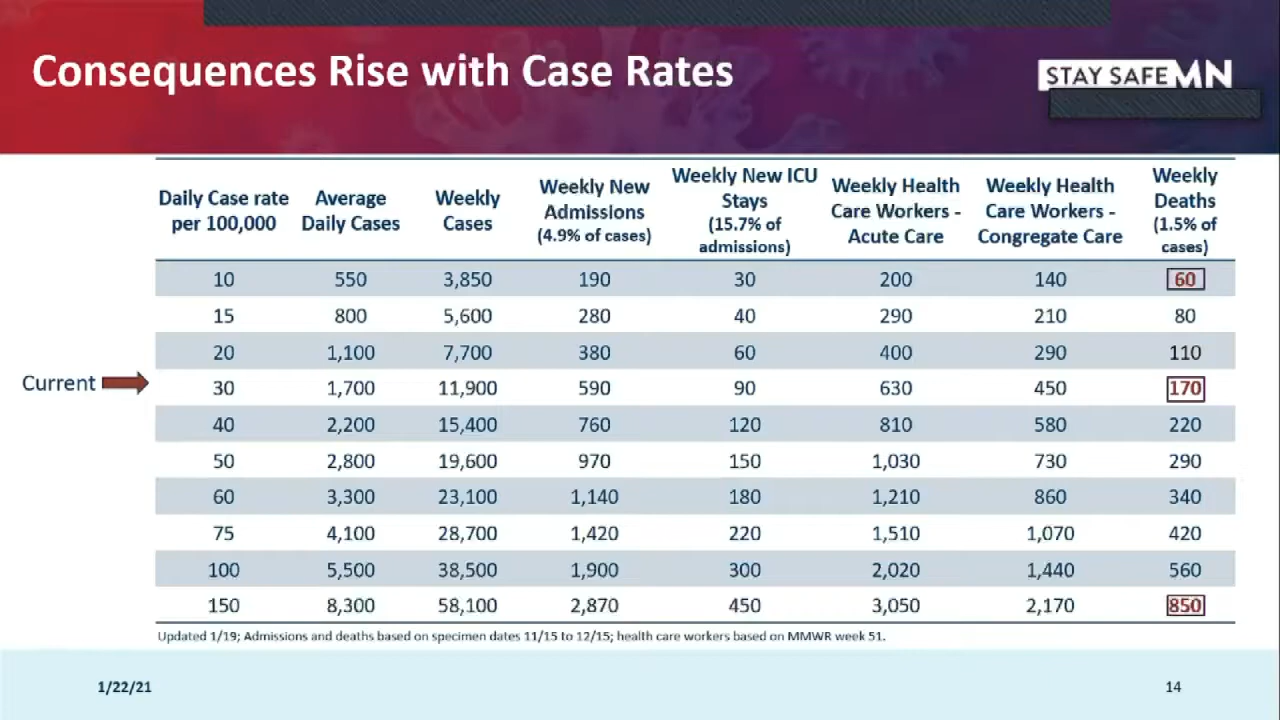 Consequences Rise with Case Rates
STAY SAFE MN
Daily Case rate per 100,000 Average Daily Cases Weekly Cases Weekly New Admissions (4.9% of cases) Weekly New ICU Stays (15.7% of admissions) Weekly Health Care Workers - Acute Care Weekly Health Care Workers - Congregate Care Weekly Deaths (1.5% of cases)
10 550 3,850 190 30 200 140 60
15 800 5,600 280 40 290 210 80
20 1,100 7,700 380 60 400 290 110
Current
30 1,700 11,900 590 90 630 450 170
40 2,200 15,400 760 120 810 580 220
50 2,800 19,600 970 150 1,030 730 290
60 3,300 23,100 1,140 180 1,210 860 340
75 4,100 28,700 1,420 220 1,510 1,070 420
100 5,500 38,500 1,900 300 2,020 1,440 560
150 8,300 58,100 2,870 450 3,050 2,170 850
Updated 1/19; Admissions and deaths based on specimen dates 11/15 to 12/15; health care workers based on MMWR week 51.
1/22/21
14